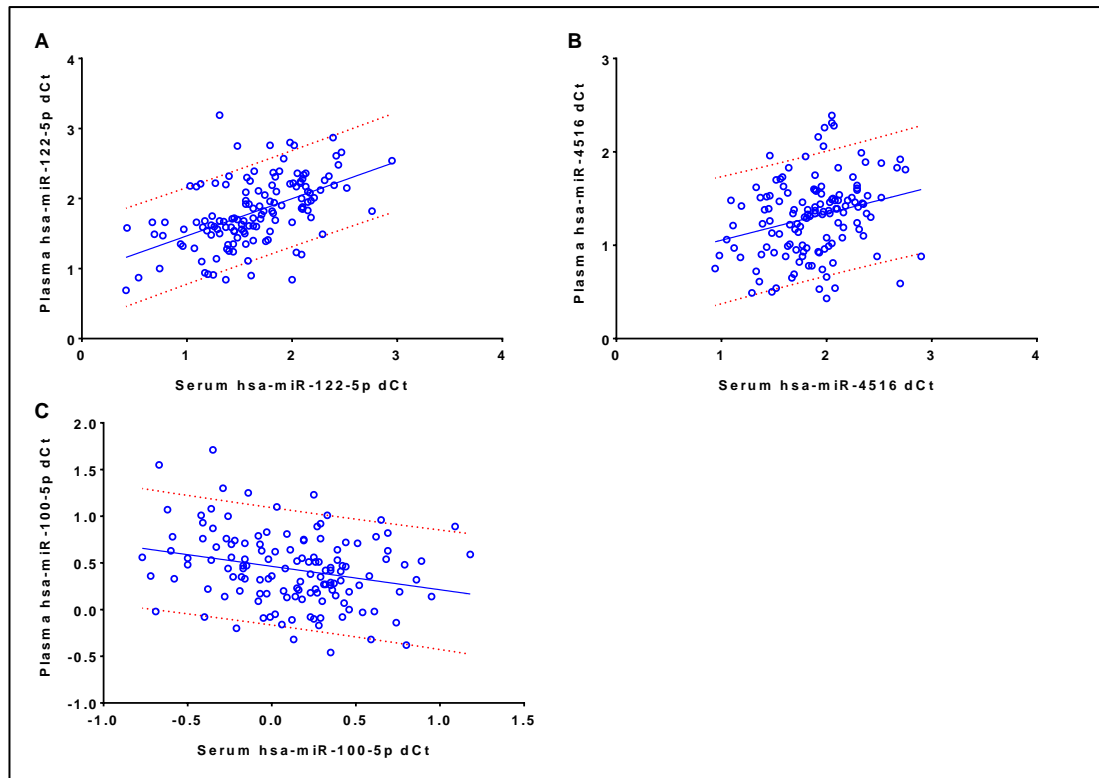 A
Plasma hsa-miR-122-5p dCt
4
3
2
1
0
0 1 2 3 4
Serum hsa-miR-122-5p dCt
B
Plasma hsa-miR-4516 dCt
3
2
1
0
0 1 2 3 4
Serum hsa-miR-4516 dCt
C
Plasma hsa-miR-100-5p dCt
2.0
1.5
1.0
0.5
0.0
-0.5
-1.0
-1.0 -0.5 0.0 0.5 1.0 1.5
Serum hsa-miR-100-5p dCt